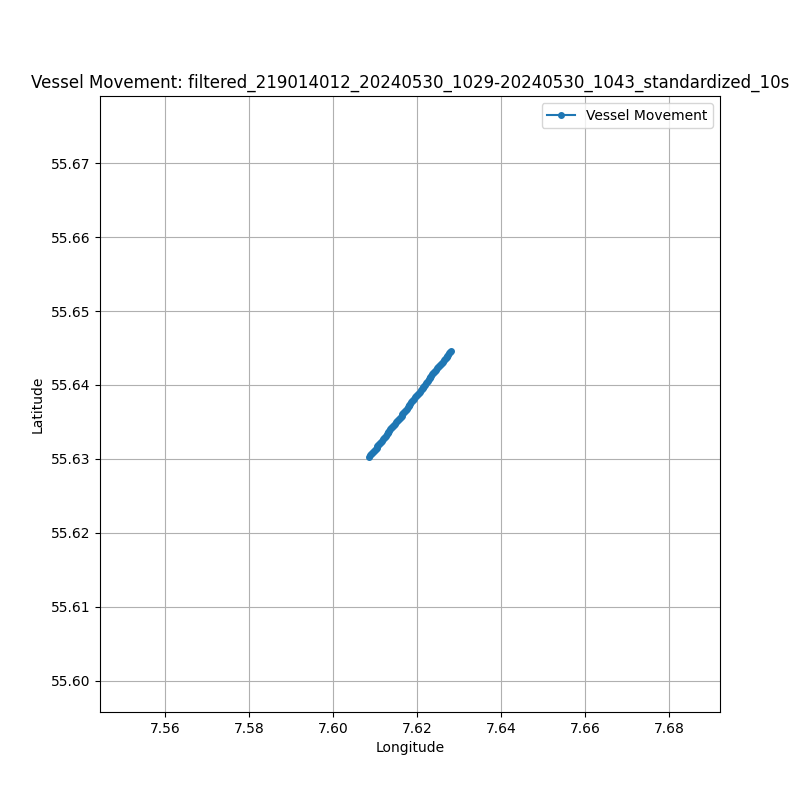 Vessel Movement: filtered_219014012_20240530_1029-20240530_1043_standardized_10s
Vessel Movement
55.67
55.66
55.65
55.64
55.63
55.62
55.61
55.60
Latitude
7.56 7.58 7.60 7.62 7.64 7.66 7.68
Longitude